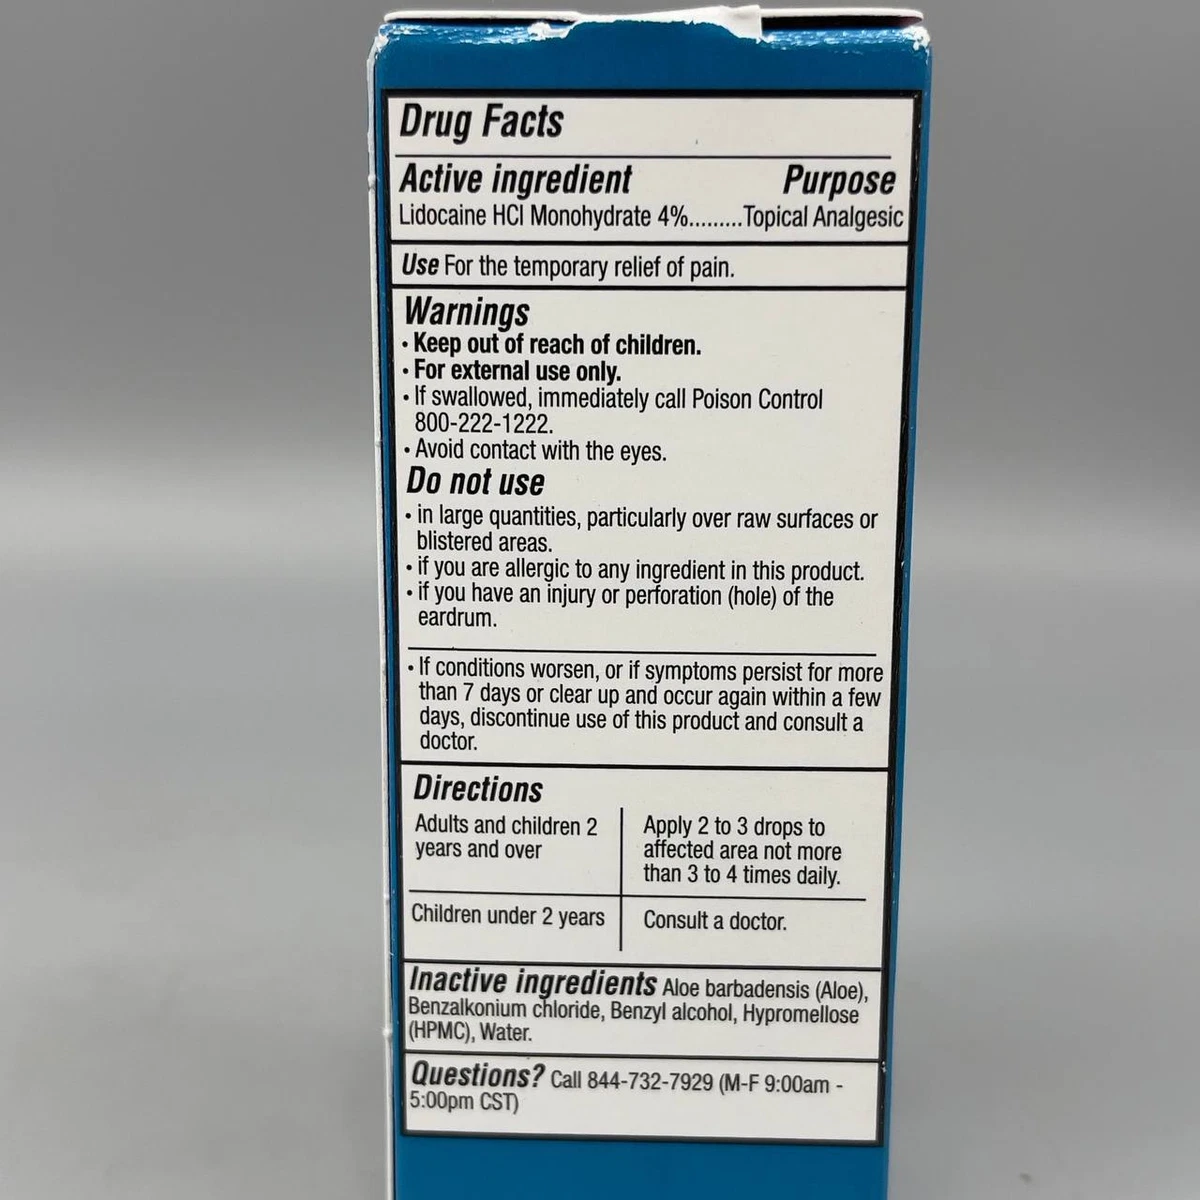 Drug Facts
Active ingredient Purpose
Lidocaine HCl Monohydrate 4%.........Topical Analgesic
Use For the temporary relief of pain.
Warnings
• Keep out of reach of children.
• For external use only.
• If swallowed, immediately call Poison Control
800-222-1222.
• Avoid contact with the eyes.
Do not use
• in large quantities, particularly over raw surfaces or
blistered areas.
• if you are allergic to any ingredient in this product.
• if you have an injury or perforation (hole) of the
eardrum.
• If conditions worsen, or if symptoms persist for more
than 7 days or clear up and occur again within a few
days, discontinue use of this product and consult a
doctor.
Directions
Adults and children 2
years and over
Apply 2 to 3 drops to
affected area not more
than 3 to 4 times daily.
Children under 2 years
Consult a doctor.
Inactive ingredients Aloe barbadensis (Aloe),
Benzalkonium chloride, Benzyl alcohol, Hypromellose
(HPMC), Water.
Questions? Call 844-732-7929 (M-F 9:00am -
5:00pm CST)